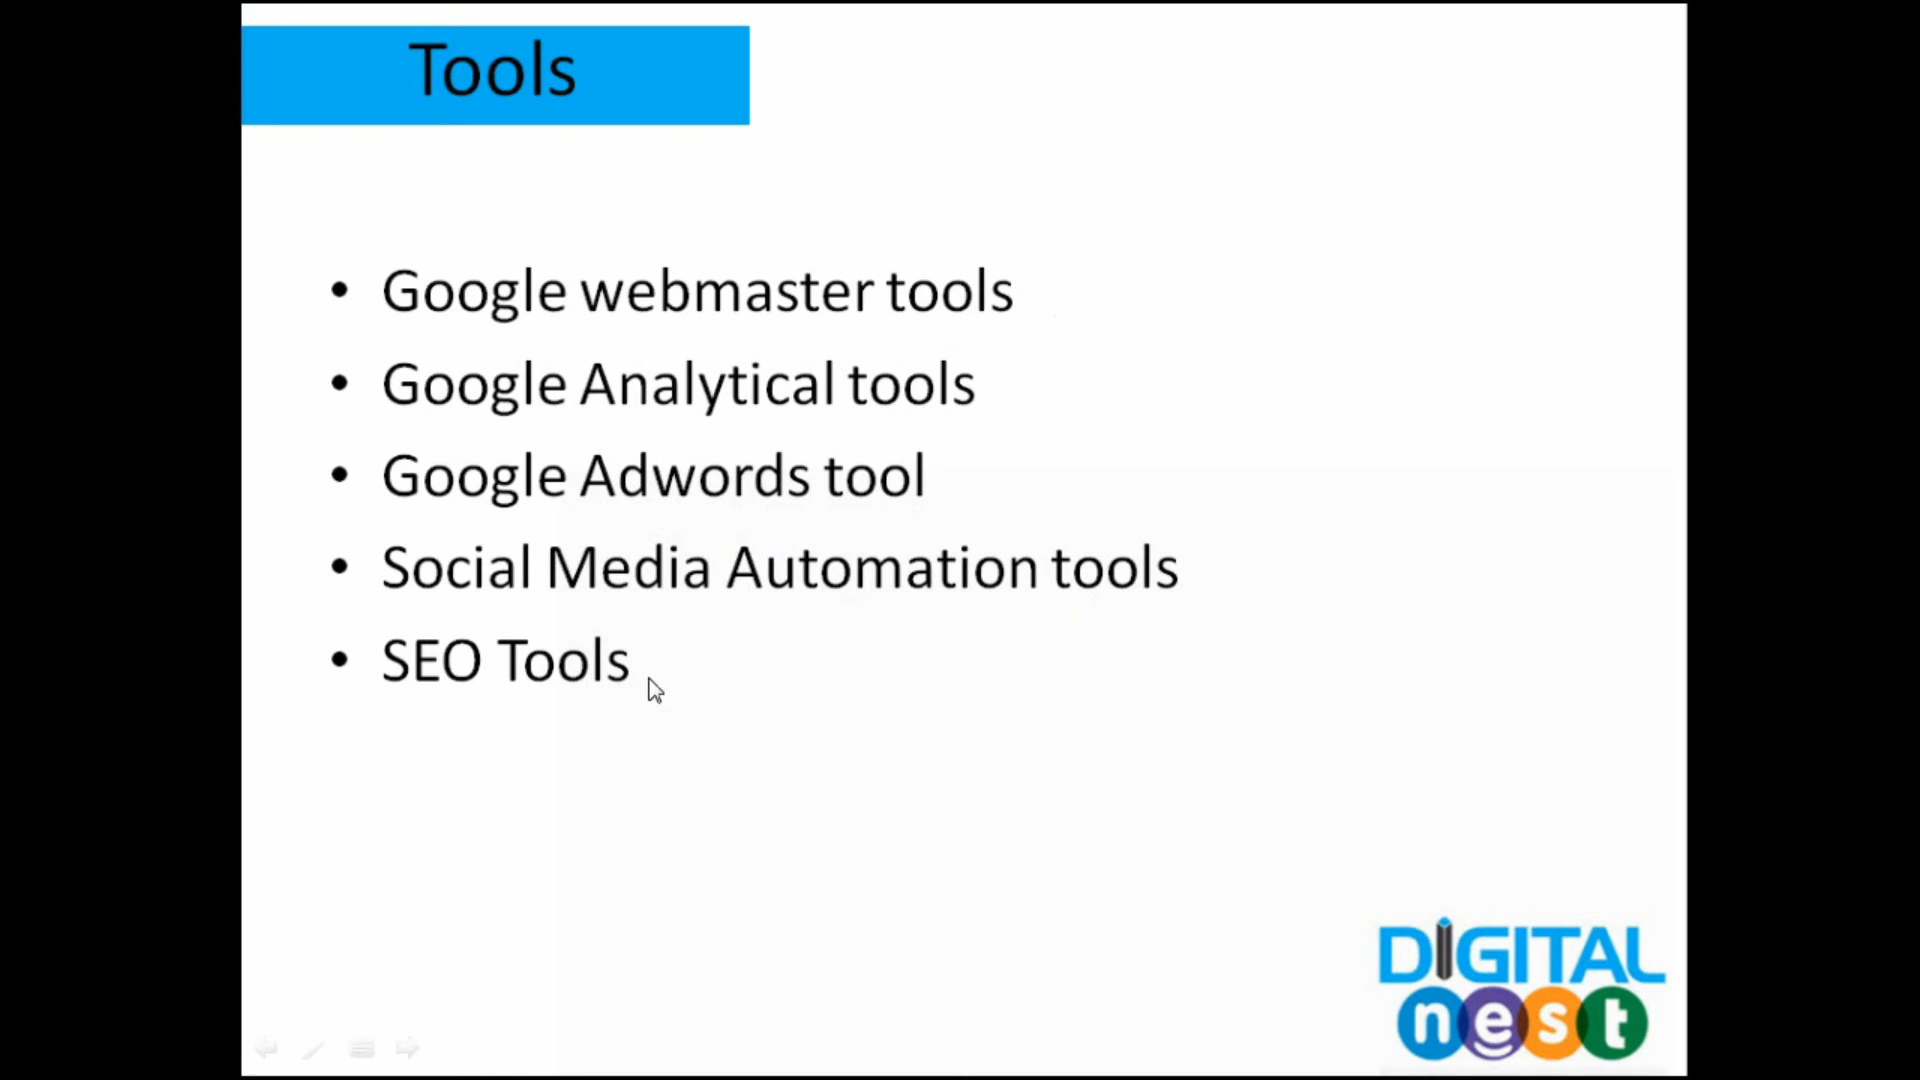 Tools
• Google webmaster tools
• Google Analytical tools
• Google Adwords tool
• Social Media Automation tools
• SEO Tools
DIGITAL
nest